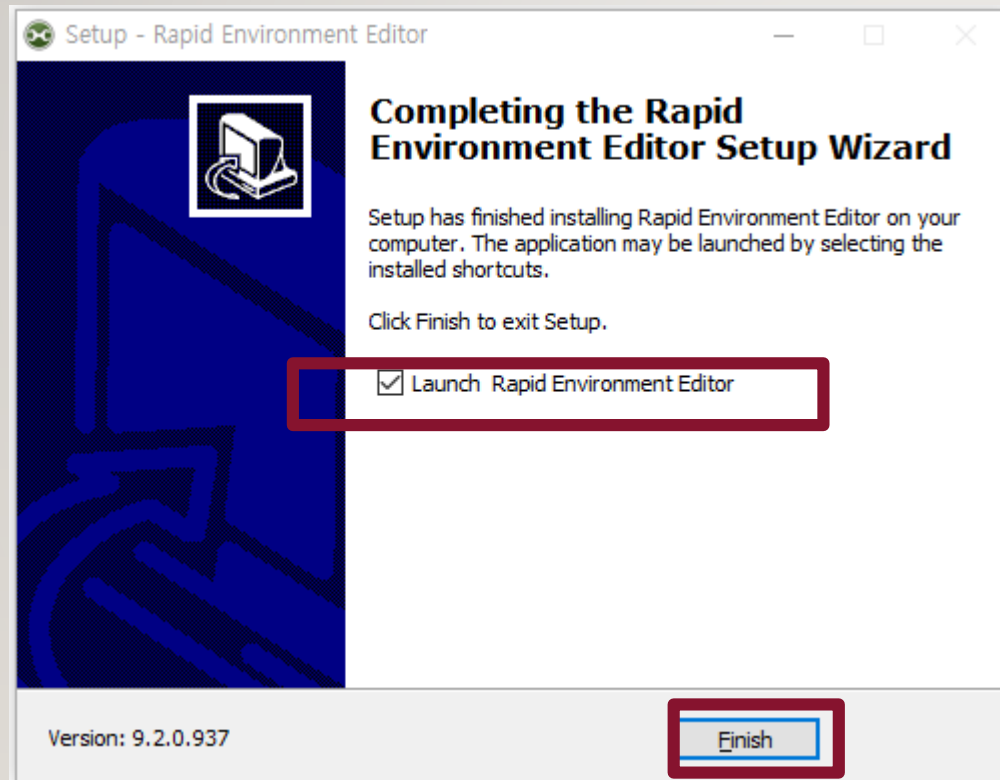 Setup - Rapid Environment Editor
Completing the Rapid
Environment Editor Setup Wizard
Setup has finished installing Rapid Environment Editor on your
computer. The application may be launched by selecting the
installed shortcuts.
Click Finish to exit Setup.
Launch Rapid Environment Editor
Version: 9.2.0.937
Finish